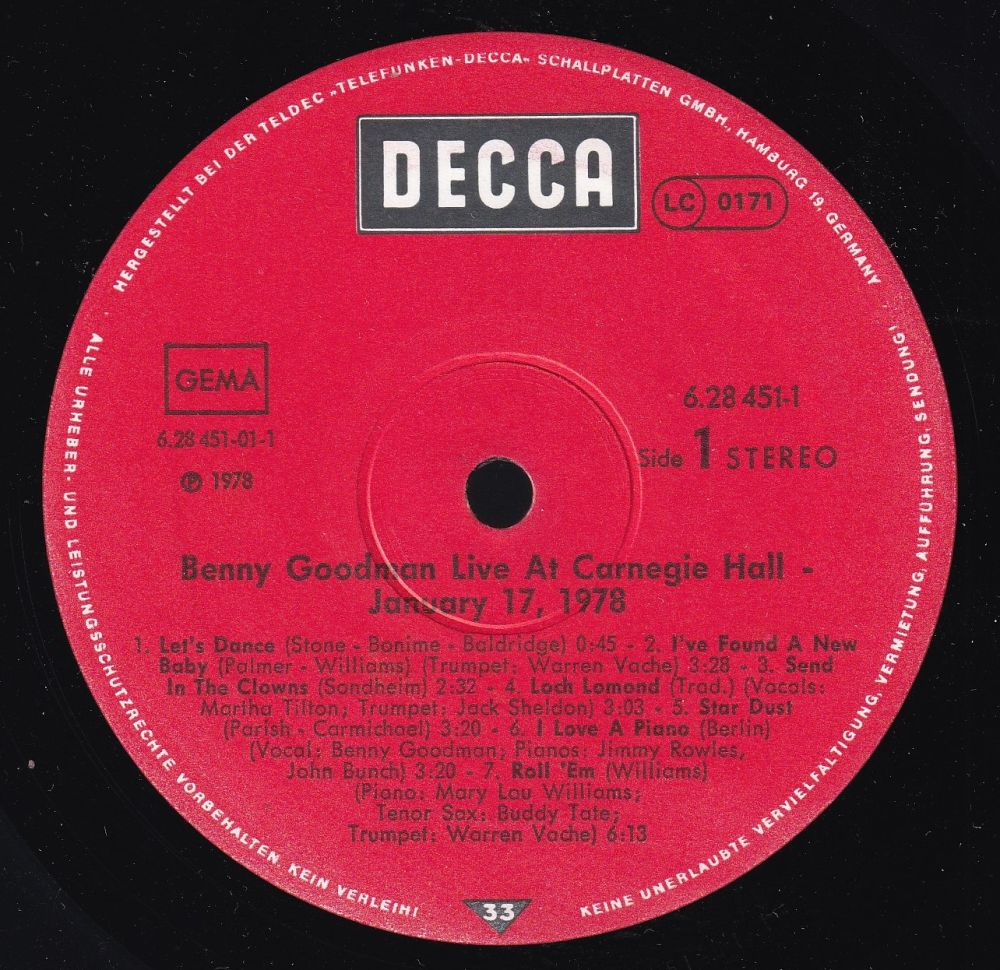 HERGESTELLT BEI DER TELDEC »TELEFUNKEN-DECCA« SCHALLPLATTEN GMBH., HAMBURG 19, GERMANY
DECCA
LC 0171
GEMA
6.28 451-01-1
℗ 1978
6.28 451-1
Side 1 STEREO
Benny Goodman Live At Carnegie Hall -
January 17, 1978
1. Let's Dance (Stone - Bonime - Baldridge) 0:45 - 2. I've Found A New
Baby (Palmer - Williams) (Trumpet: Warren Vache) 3:28 - 3. Send
In The Clowns (Sondheim) 2:32 - 4. Loch Lomond (Trad.) (Vocals:
Martha Tilton; Trumpet: Jack Sheldon) 3:03 - 5. Star Dust
(Parish - Carmichael) 3:20 - 6. I Love A Piano (Berlin)
(Vocal: Benny Goodman; Pianos: Jimmy Rowles,
John Bunch) 3:20 - 7. Roll 'Em (Williams)
(Piano: Mary Lou Williams;
Tenor Sax: Buddy Tate;
Trumpet: Warren Vache) 6:13
ALLE URHEBER- UND LEISTUNGSSCHUTZRECHTE VORBEHALTEN. KEIN VERLEIH!
33
KEINE UNERLAUBTE VERVIELFÄLTIGUNG, VERMIETUNG, AUFFÜHRUNG, SENDUNG!